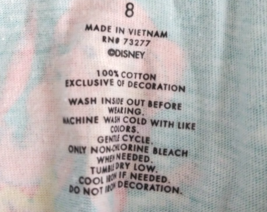 8
MADE IN VIETNAM
RN# 73277
©DISNEY
100% COTTON
EXCLUSIVE OF DECORATION
WASH INSIDE OUT BEFORE
WEARING.
MACHINE WASH COLD WITH LIKE
COLORS.
GENTLE CYCLE.
ONLY NON-CHLORINE BLEACH
WHEN NEEDED.
TUMBLE DRY LOW.
COOL IRON IF NEEDED.
DO NOT IRON DECORATION.